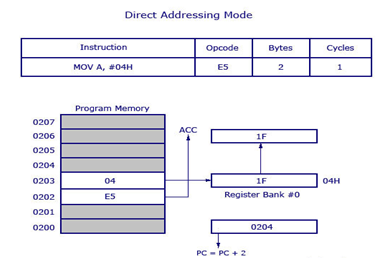 Direct Addressing Mode
Instruction Opcode Bytes Cycles
MOV A, #04H E5 2 1
Program Memory
0207
0206
0205
0204
0203 04
0202 E5
0201
0200
ACC
1F
1F 04H
Register Bank #0
0204
PC = PC + 2